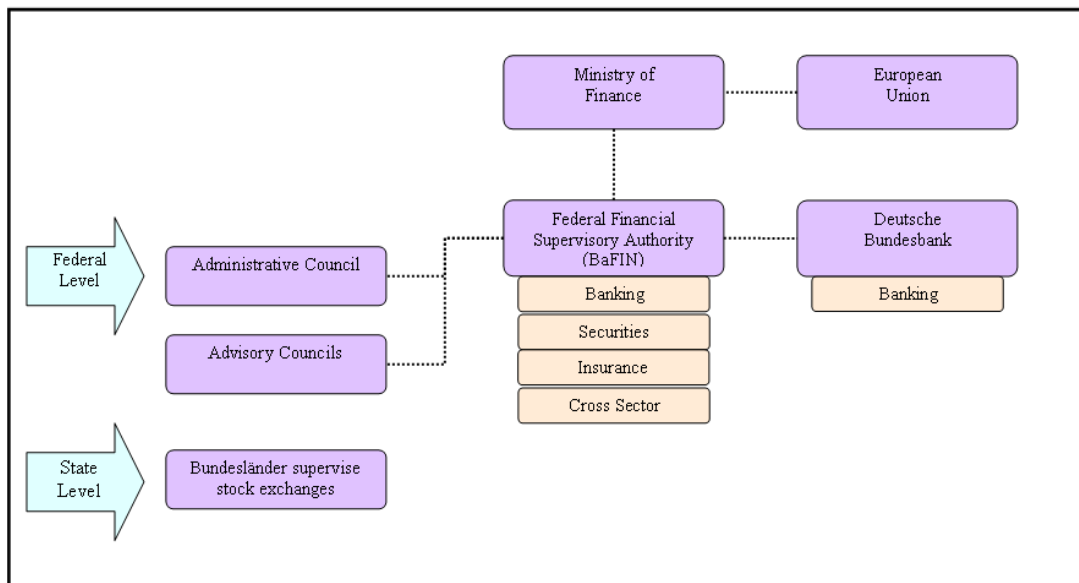 Ministry of
Finance
European
Union
Federal
Level
Administrative Council
Federal Financial
Supervisory Authority
(BaFIN)
Deutsche
Bundesbank
Banking
Banking
Securities
Advisory Councils
Insurance
Cross Sector
State
Level
Bundesländer supervise
stock exchanges